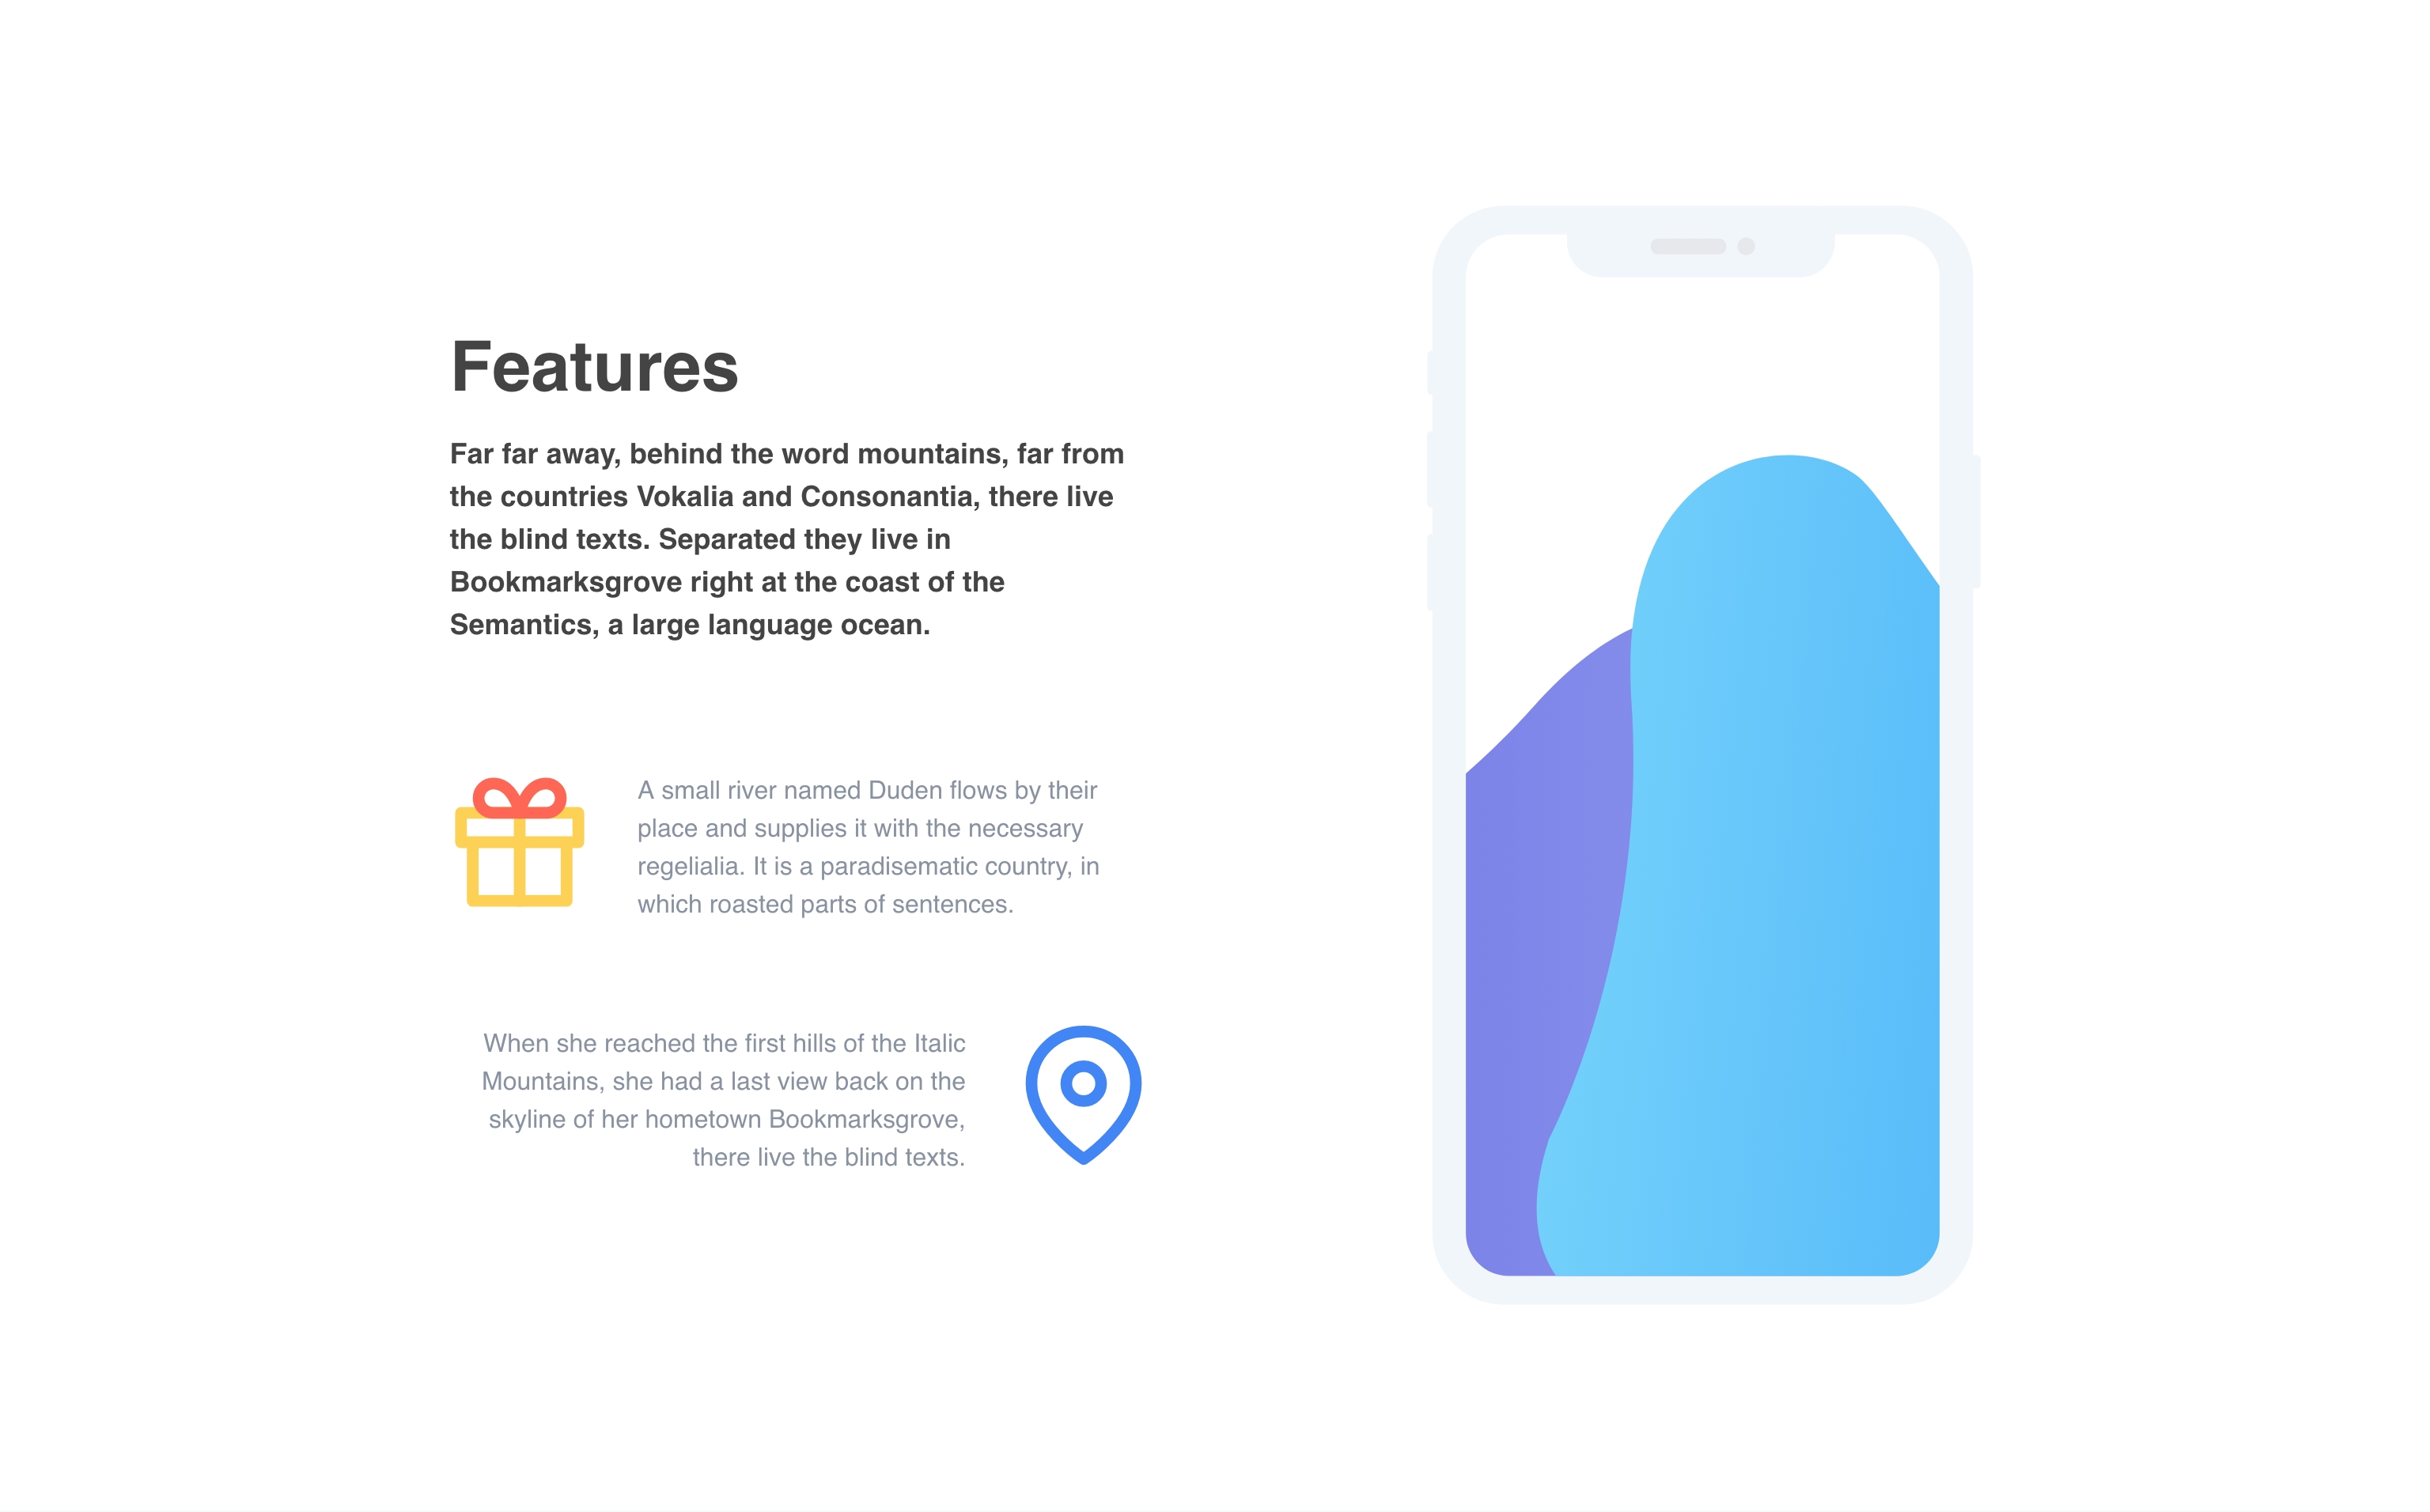 Features
Far far away, behind the word mountains, far from
the countries Vokalia and Consonantia, there live
the blind texts. Separated they live in
Bookmarksgrove right at the coast of the
Semantics, a large language ocean.
A small river named Duden flows by their
place and supplies it with the necessary
regelialia. It is a paradisematic country, in
which roasted parts of sentences.
When she reached the first hills of the Italic
Mountains, she had a last view back on the
skyline of her hometown Bookmarksgrove,
there live the blind texts.